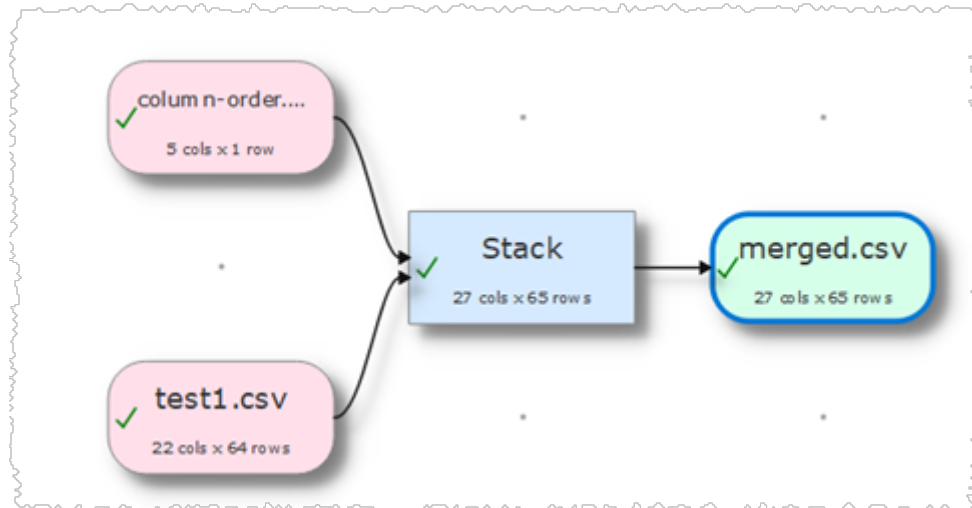 column-order....
5 cols x 1 row
Stack
27 cols x 65 rows
merged.csv
27 cols x 65 rows
test1.csv
22 cols x 64 rows